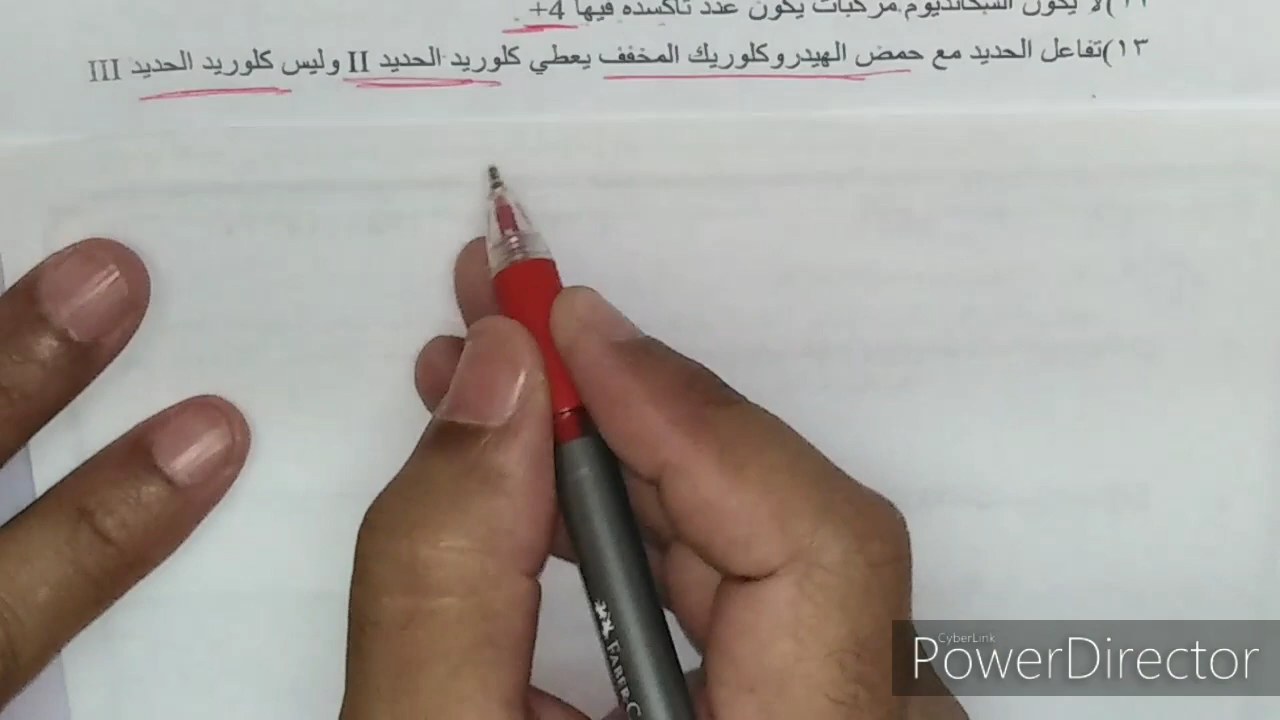 ١٢)لا يكون السكانديوم مركبات يكون عدد تأكسده فيها 4+
١٣)تفاعل الحديد مع حمض الهيدروكلوريك المخفف يعطي كلوريد الحديد II وليس كلوريد الحديد III
FABER-C
CyberLink
PowerDirector